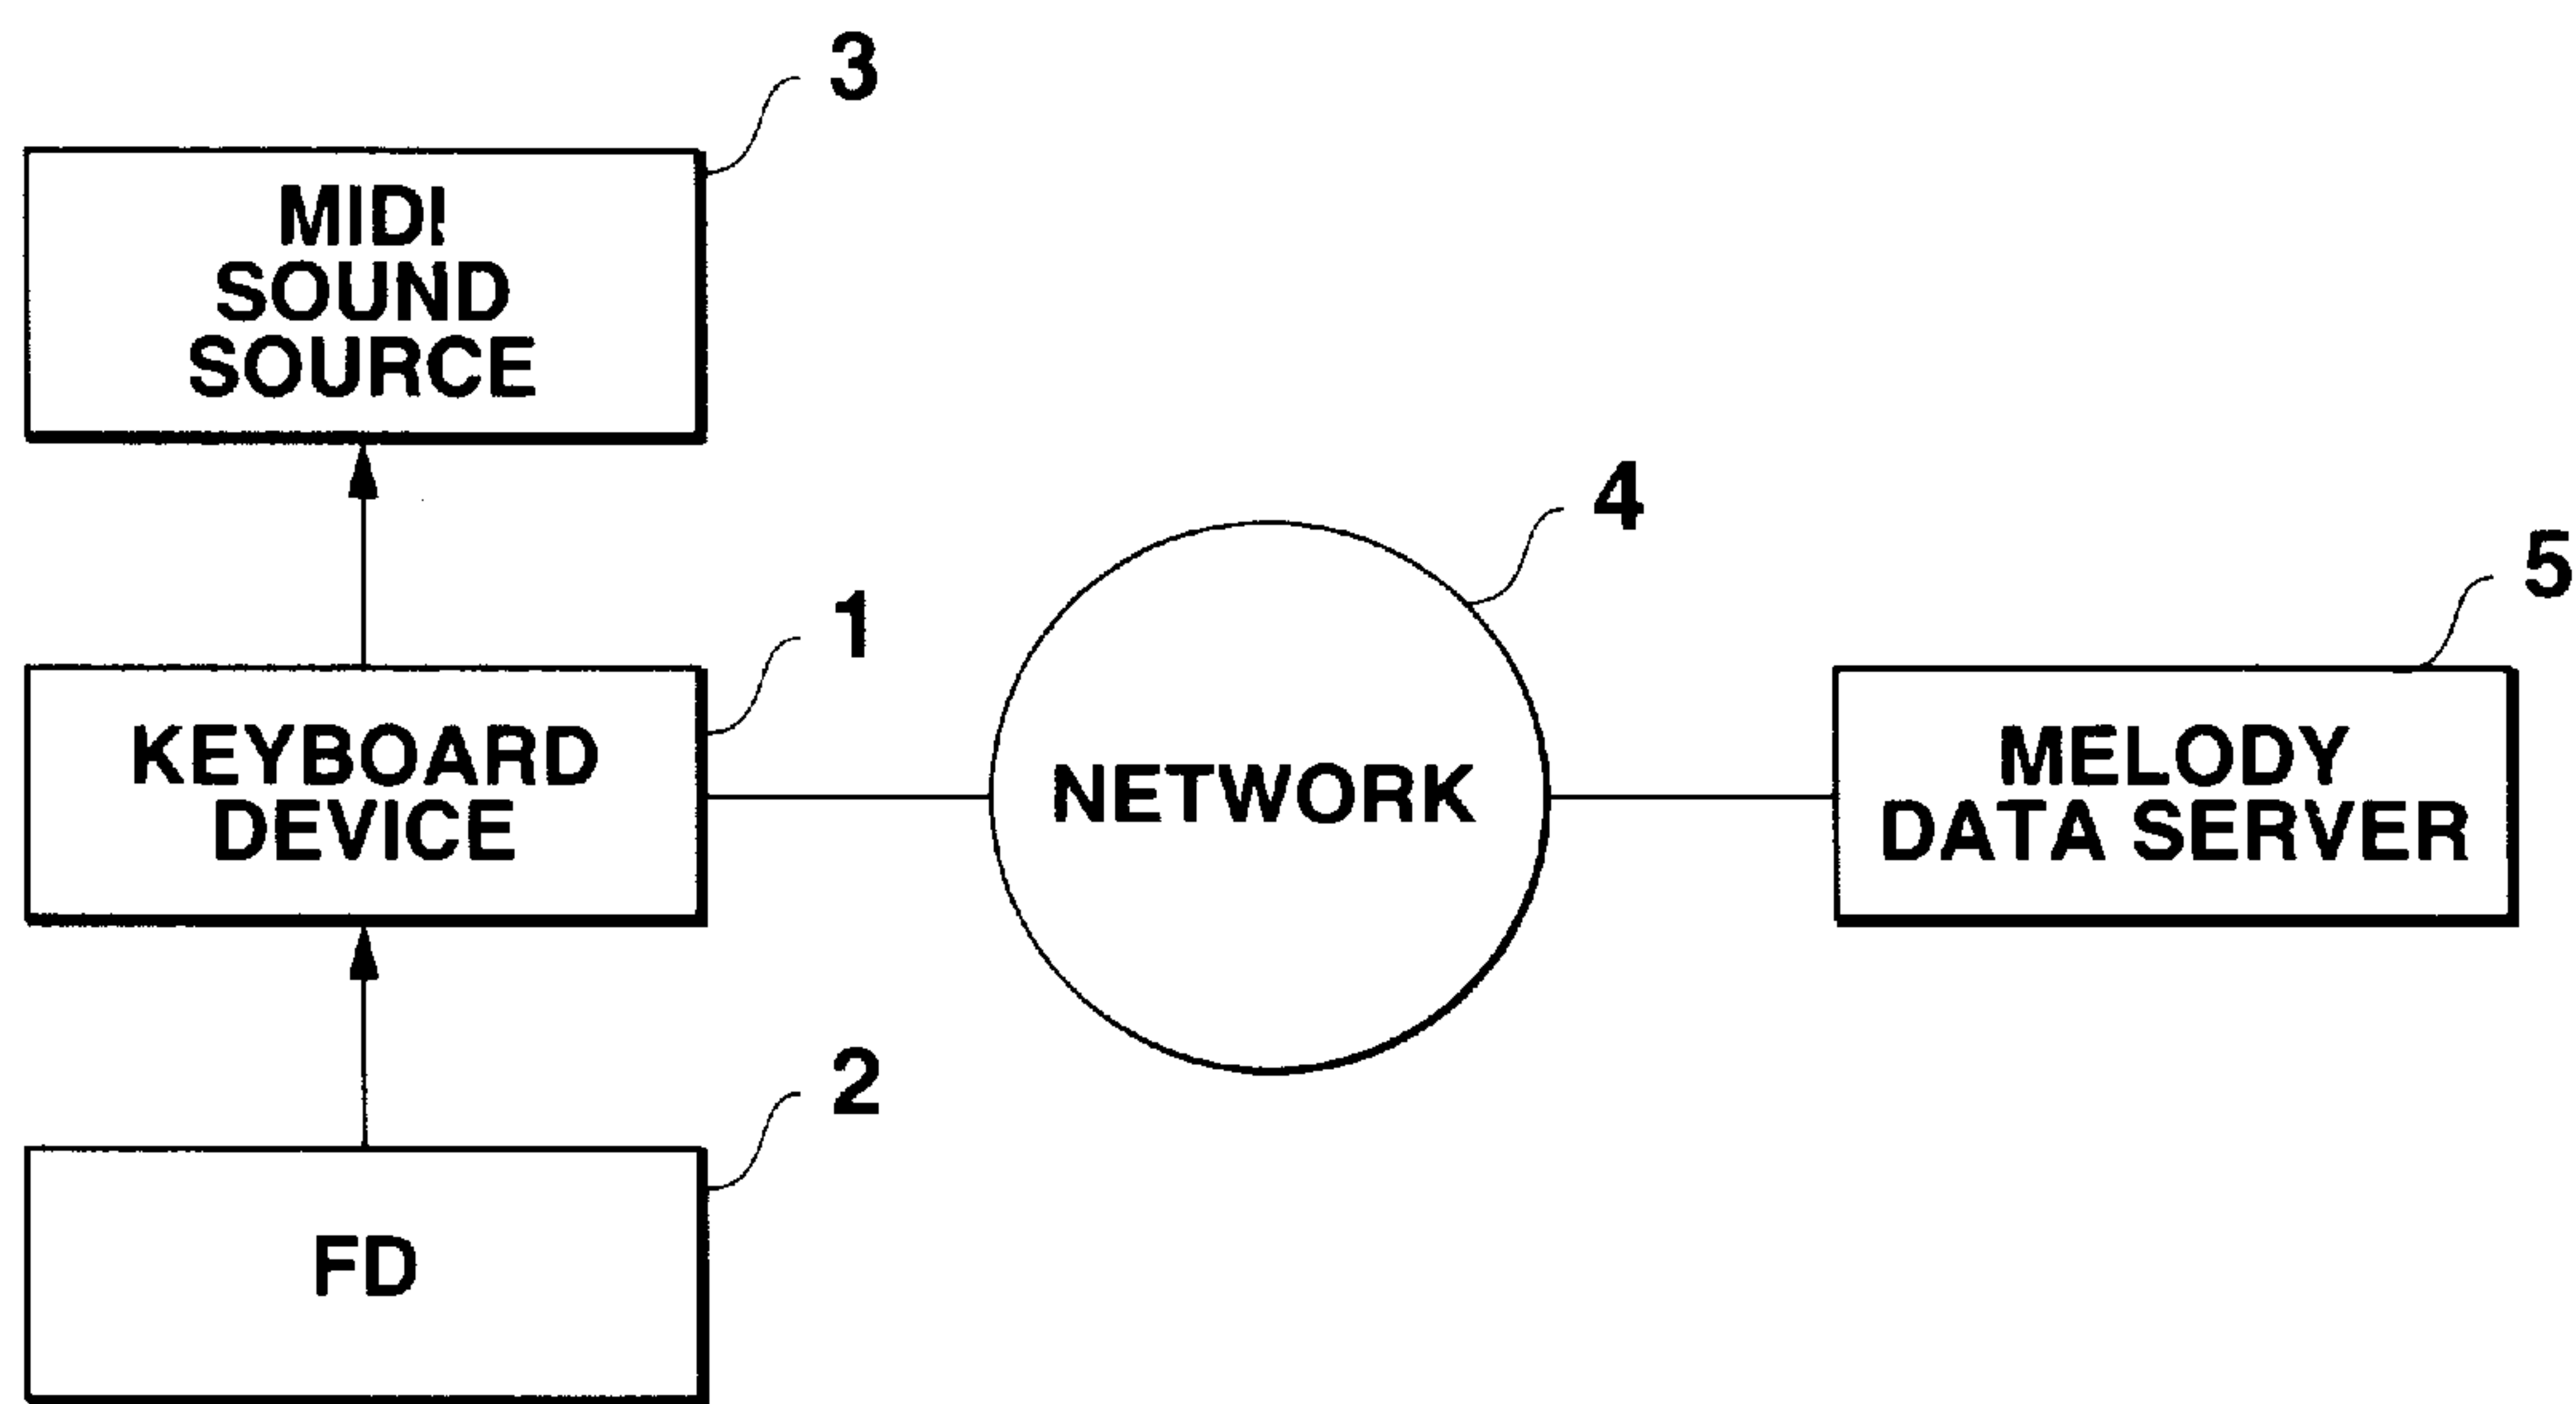 3
MIDI
SOUND
SOURCE
4
5
1
KEYBOARD
DEVICE
NETWORK
MELODY
DATA SERVER
2
FD